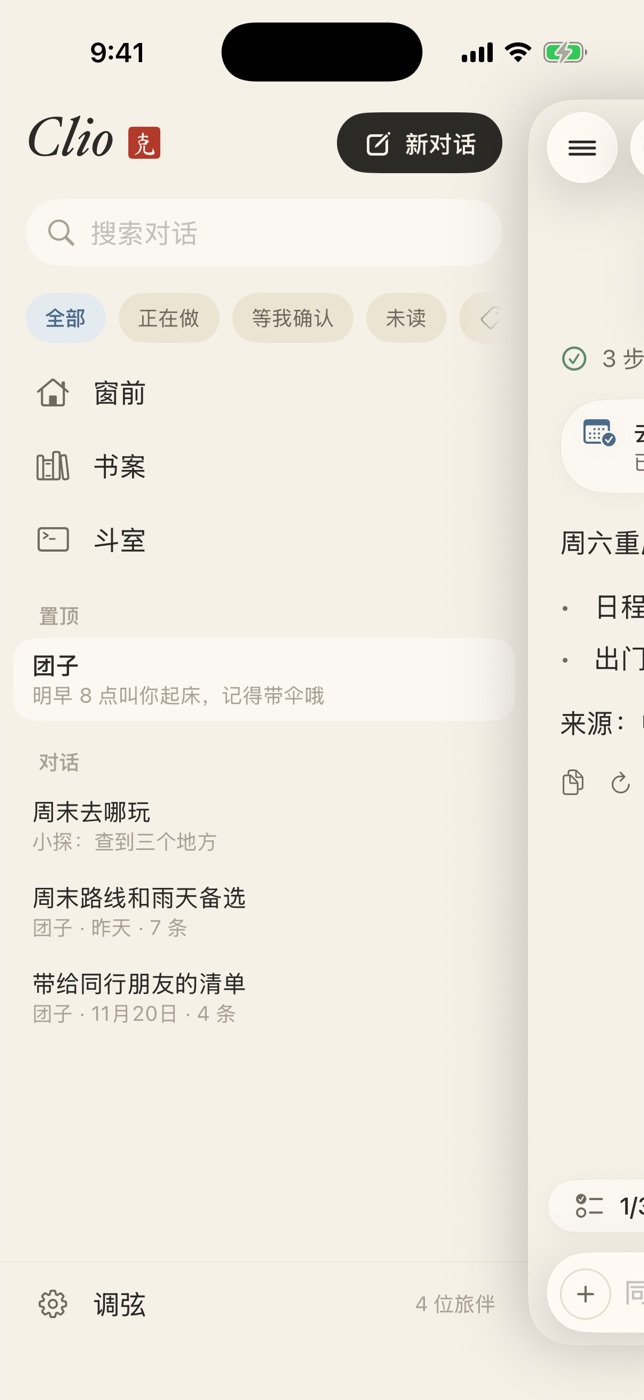 9:41
Clio 克
新对话
搜索对话
全部 正在做 等我确认 未读
窗前
书案
斗室
置顶
团子
明早 8 点叫你起床，记得带伞哦
对话
周末去哪玩
小探：查到三个地方
周末路线和雨天备选
团子 · 昨天 · 7 条
带给同行朋友的清单
团子 · 11月20日 · 4 条
调弦
4 位旅伴
3 步
周六重
• 日程
• 出门
来源：
1/3